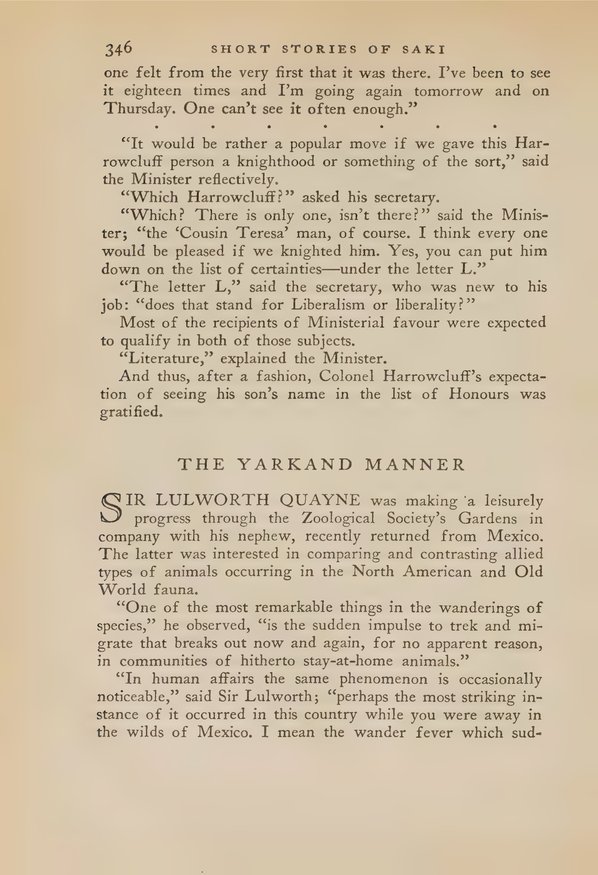 346 SHORT STORIES OF SAKI
one felt from the very first that it was there. I've been to see
it eighteen times and I'm going again tomorrow and on
Thursday. One can't see it often enough."
. . . . . . .
"It would be rather a popular move if we gave this Har-
rowcluff person a knighthood or something of the sort," said
the Minister reflectively.
"Which Harrowcluff?" asked his secretary.
"Which? There is only one, isn't there?" said the Minis-
ter; "the 'Cousin Teresa' man, of course. I think every one
would be pleased if we knighted him. Yes, you can put him
down on the list of certainties—under the letter L."
"The letter L," said the secretary, who was new to his
job: "does that stand for Liberalism or liberality?"
Most of the recipients of Ministerial favour were expected
to qualify in both of those subjects.
"Literature," explained the Minister.
And thus, after a fashion, Colonel Harrowcluff's expecta-
tion of seeing his son's name in the list of Honours was
gratified.
THE YARKAND MANNER
SIR LULWORTH QUAYNE was making a leisurely
progress through the Zoological Society's Gardens in
company with his nephew, recently returned from Mexico.
The latter was interested in comparing and contrasting allied
types of animals occurring in the North American and Old
World fauna.
"One of the most remarkable things in the wanderings of
species," he observed, "is the sudden impulse to trek and mi-
grate that breaks out now and again, for no apparent reason,
in communities of hitherto stay-at-home animals."
"In human affairs the same phenomenon is occasionally
noticeable," said Sir Lulworth; "perhaps the most striking in-
stance of it occurred in this country while you were away in
the wilds of Mexico. I mean the wander fever which sud-